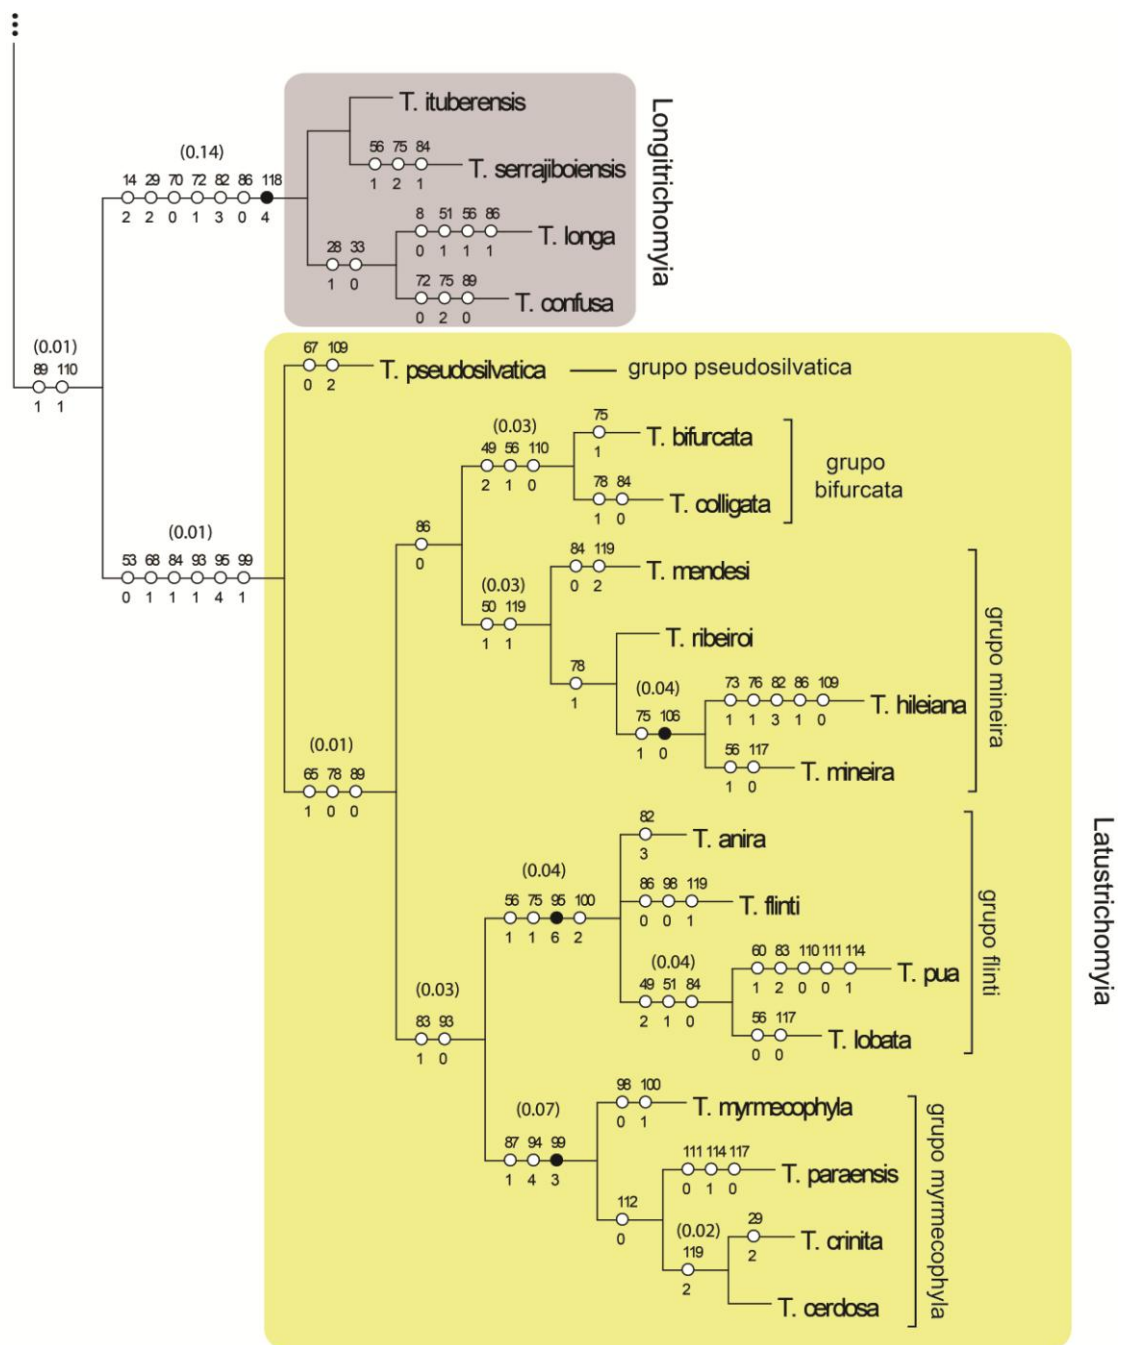 T. ituberensis
56 75 84
1 2 1
T. serrajiboiensis
(0.14)
14 29 70 72 82 86 118
2 2 0 1 3 0 4
8 51 56 86
0 1 1 1
T. longa
28 33
1 0
72 75 89
0 2 0
T. confusa
Longitrichomyia
(0.01)
89 110
1 1
67 109
0 2
T. pseudosilvatica
grupo pseudosilvatica
(0.03)
49 56 110
2 1 0
75
1
T. bifurcata
78 84
1 0
T. colligata
grupo
bifurcata
(0.01)
53 68 84 93 95 99
0 1 1 1 4 1
86
0
(0.03)
50 119
1 1
84 119
0 2
T. mendesi
T. ribeiroi
78
1
(0.04)
75 106
1 0
73 76 82 86 109
1 1 3 1 0
T. hileiana
56 117
1 0
T. mineira
grupo mineira
(0.01)
65 78 89
1 0 0
82
3
T. anira
(0.04)
56 75 95 100
1 1 6 2
86 98 119
0 0 1
T. flinti
(0.04)
49 51 84
2 1 0
60 83 110 111 114
1 2 0 0 1
T. pua
56 117
0 0
T. lobata
grupo flinti
Latustrichomyia
(0.03)
83 93
1 0
(0.07)
87 94 99
1 4 3
98 100
0 1
T. myrmecophyla
111 114 117
0 1 0
T. paraensis
112
0
(0.02)
119
2
29
2
T. crinita
T. cerdosa
grupo myrmecophyla